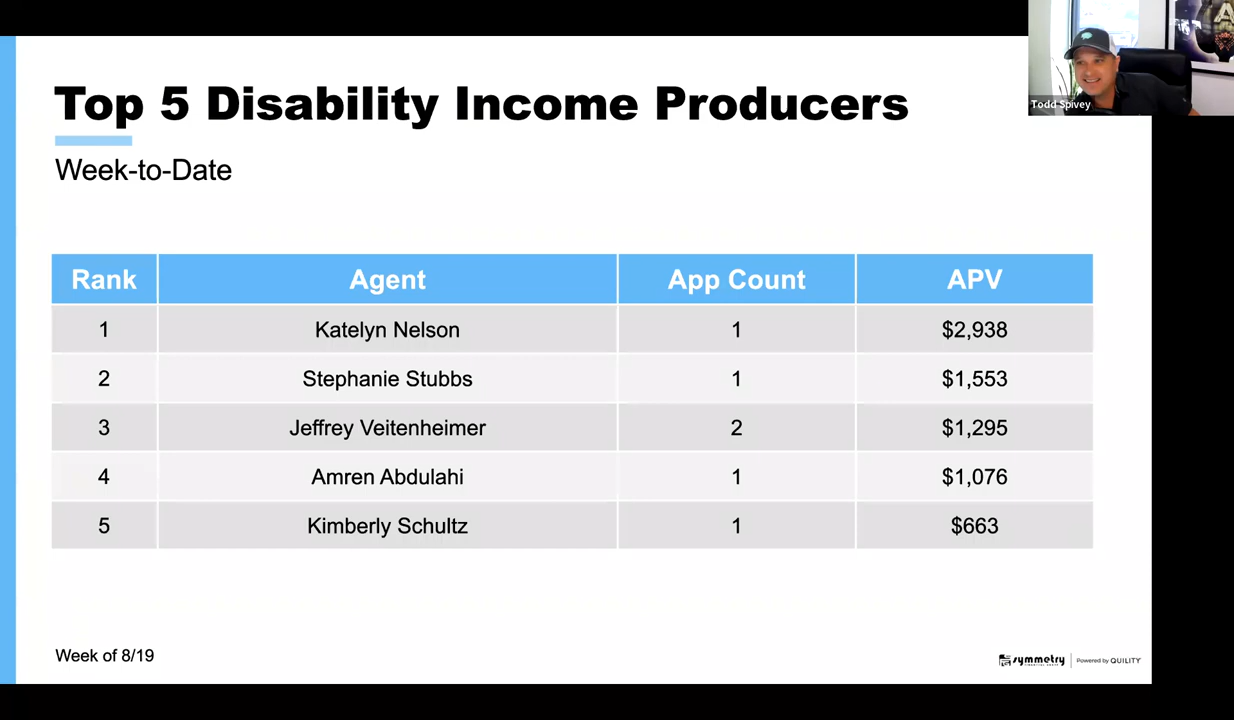 Top 5 Disability Income Producers
Todd Spivey
Week-to-Date
Rank Agent App Count APV
1 Katelyn Nelson 1 $2,938
2 Stephanie Stubbs 1 $1,553
3 Jeffrey Veitenheimer 2 $1,295
4 Amren Abdulahi 1 $1,076
5 Kimberly Schultz 1 $663
Week of 8/19
symmetry Powered by QUILITY